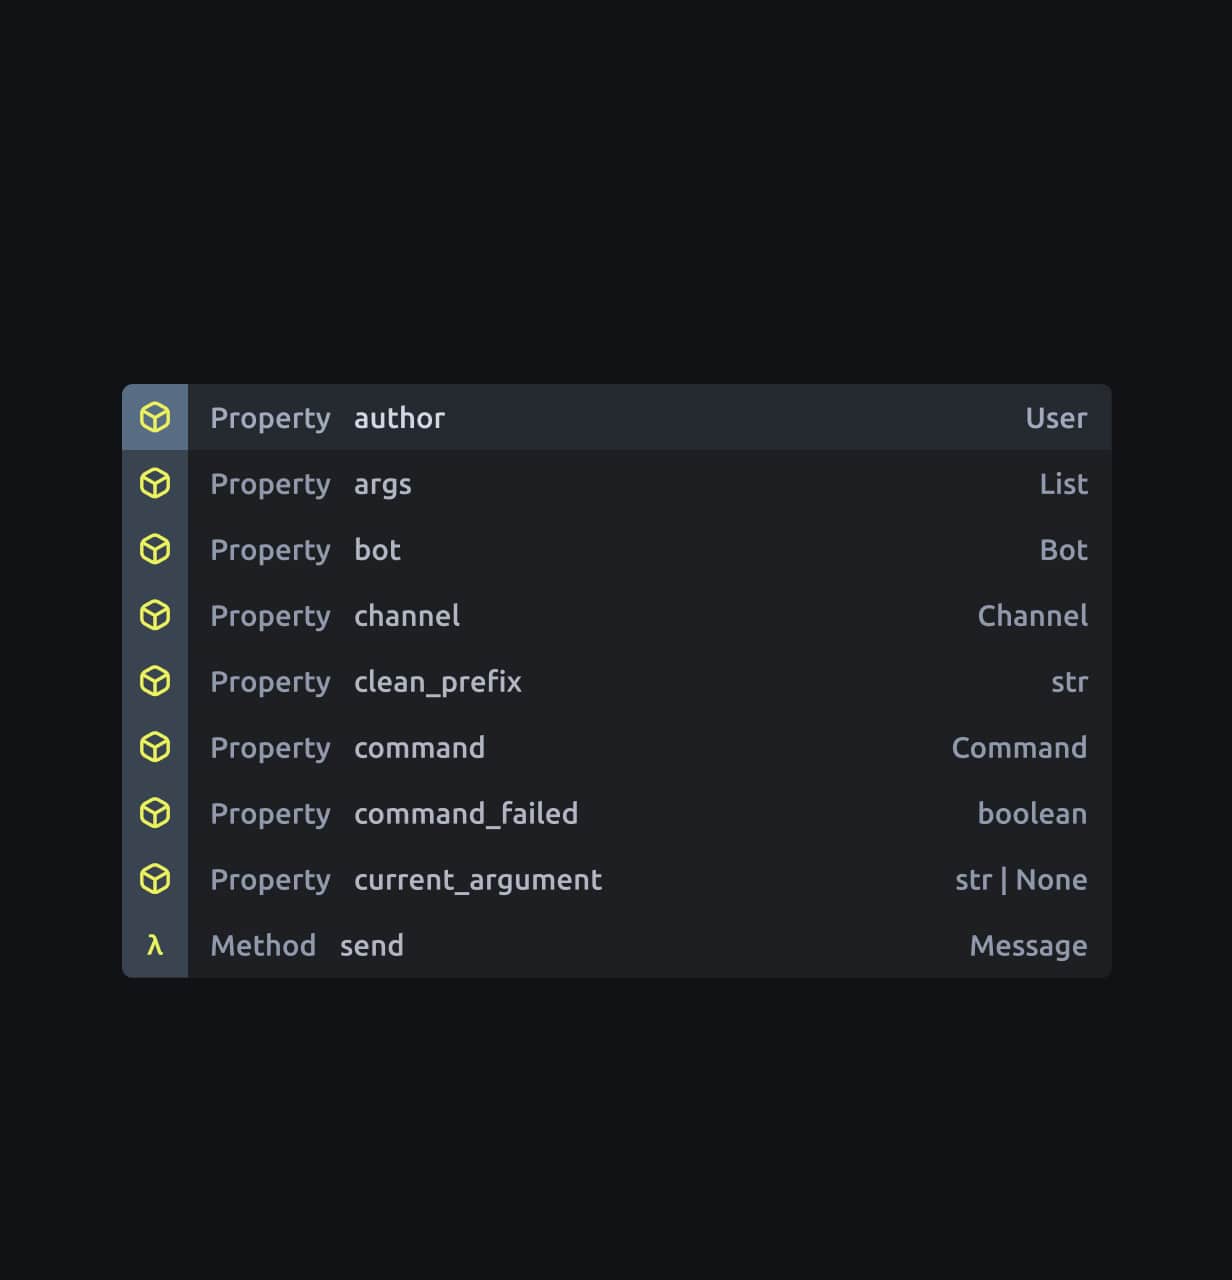 Property author User
Property args List
Property bot Bot
Property channel Channel
Property clean_prefix str
Property command Command
Property command_failed boolean
Property current_argument str | None
λ Method send Message